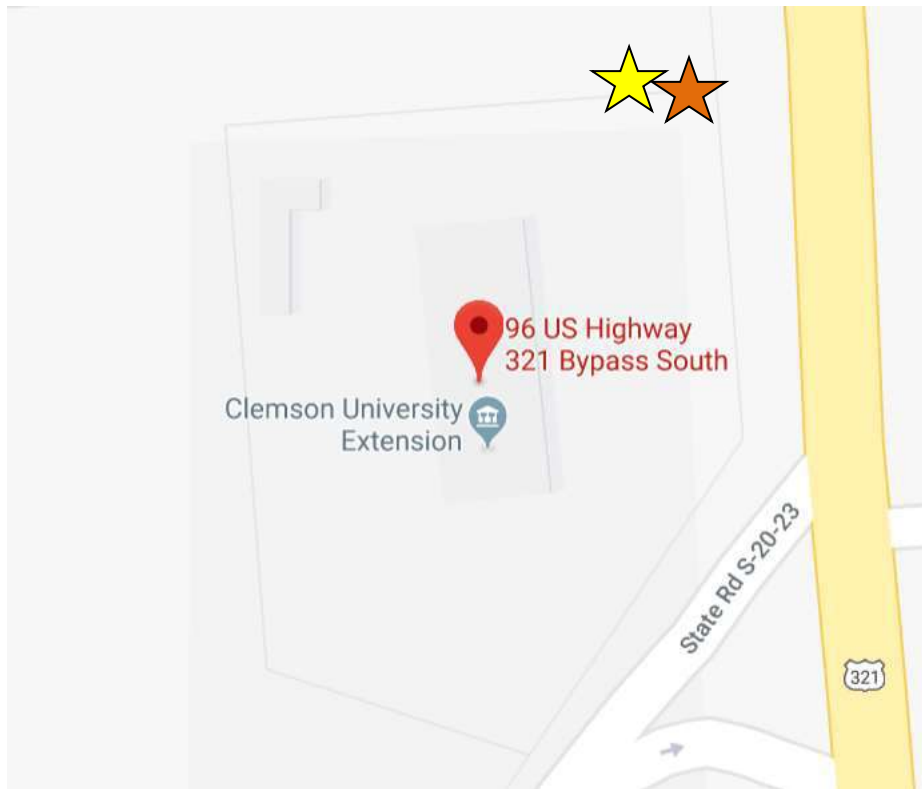 96 US Highway
321 Bypass South
Clemson University
Extension
State Rd S-20-23
321